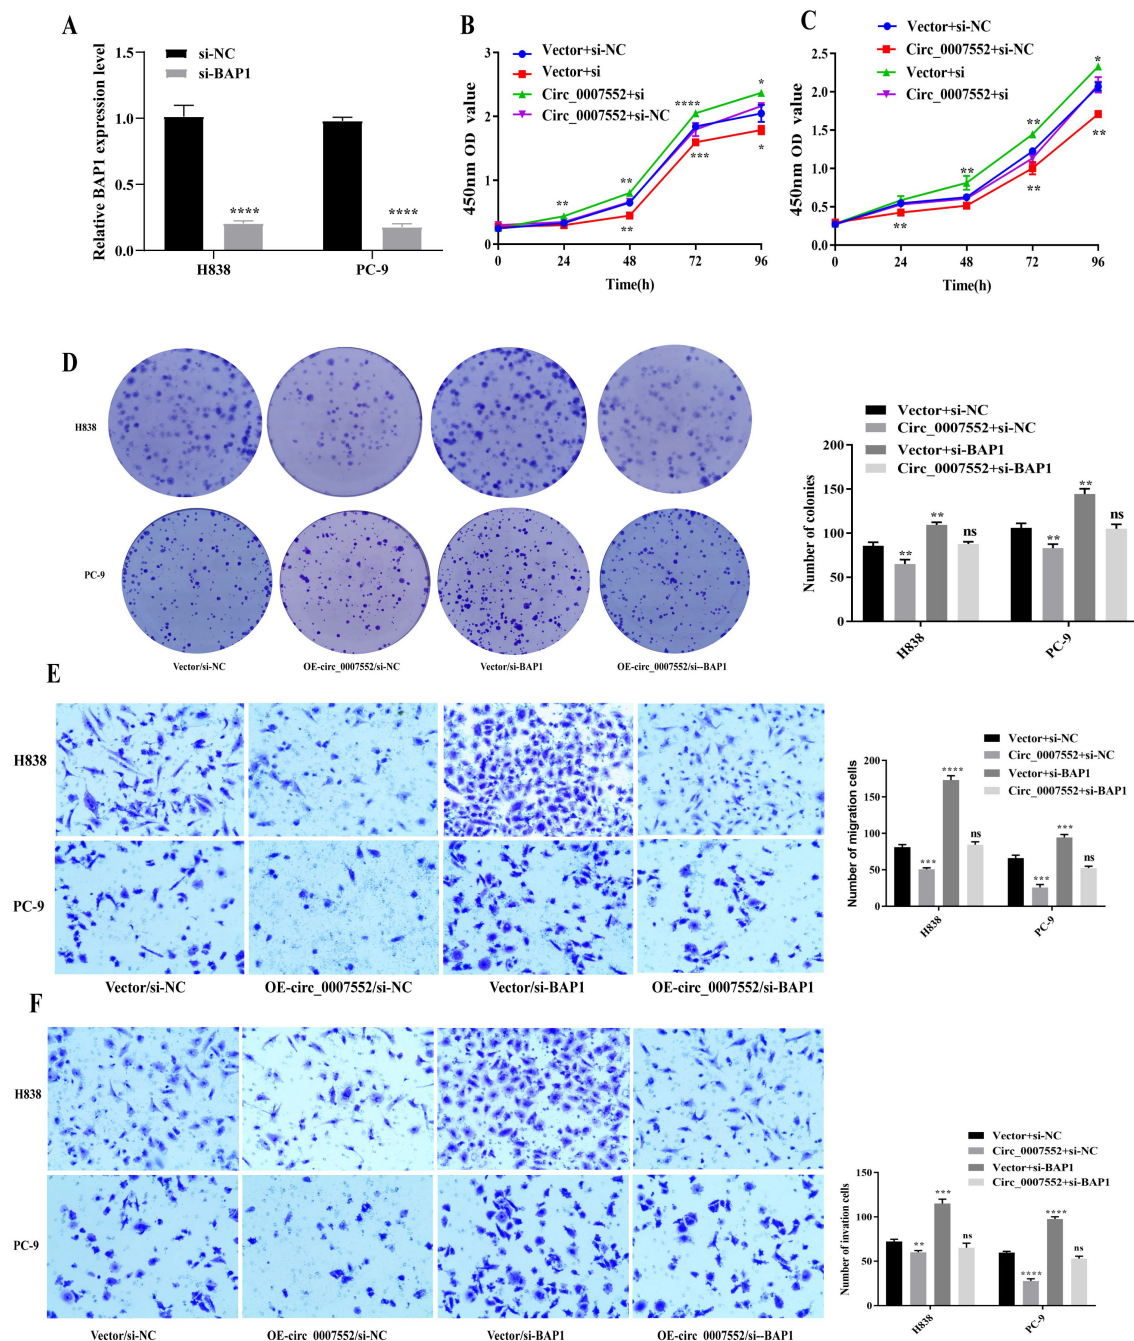 A
si-NC
si-BAP1
Relative BAP1 expression level
1.5
1.0
0.5
0.0
****
****
H838
PC-9
B
Vector+si-NC
Vector+si
Circ_0007552+si
Circ_0007552+si-NC
450nm OD value
3
2
1
0
**
**
**
****
***
*
*
0
24
48
72
96
Time(h)
C
Vector+si-NC
Circ_0007552+si-NC
Vector+si
Circ_0007552+si
450nm OD value
2.5
2.0
1.5
1.0
0.5
0.0
**
**
**
**
*
**
0
24
48
72
96
Time(h)
D
H838
PC-9
Vector/si-NC
OE-circ_0007552/si-NC
Vector/si-BAP1
OE-circ_0007552/si--BAP1
Vector+si-NC
Circ_0007552+si-NC
Vector+si-BAP1
Circ_0007552+si-BAP1
Number of colonies
200
150
100
50
0
**
**
ns
**
**
ns
H838
PC-9
E
H838
PC-9
Vector/si-NC
OE-circ_0007552/si-NC
Vector/si-BAP1
OE-circ_0007552/si-BAP1
Vector+si-NC
Circ_0007552+si-NC
Vector+si-BAP1
Circ_0007552+si-BAP1
Number of migration cells
200
150
100
50
0
***
****
ns
***
***
ns
H838
PC-9
F
H838
PC-9
Vector/si-NC
OE-circ_0007552/si-NC
Vector/si-BAP1
OE-circ_0007552/si--BAP1
Vector+si-NC
Circ_0007552+si-NC
Vector+si-BAP1
Circ_0007552+si-BAP1
Number of invation cells
150
100
50
0
**
***
ns
****
****
ns
H838
PC-9